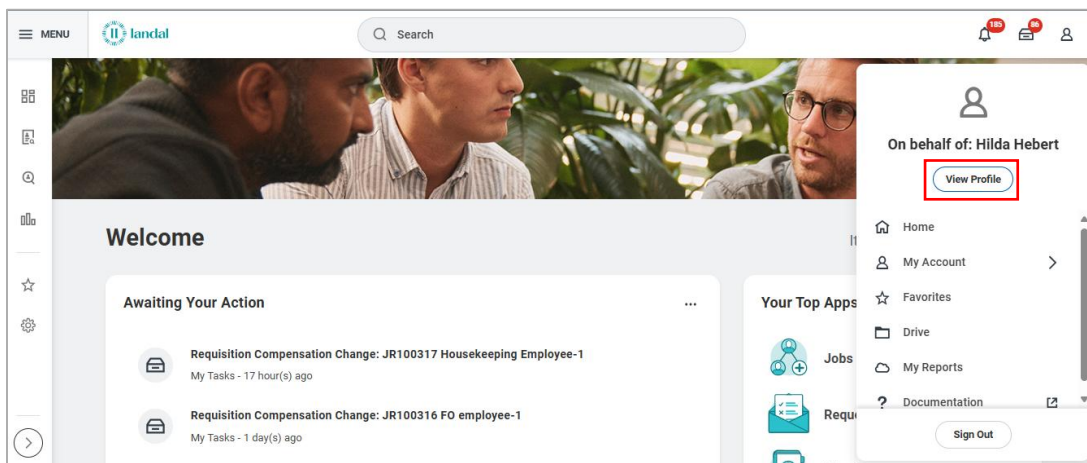 MENU
landal
Search
185
86
On behalf of: Hilda Hebert
View Profile
Home
My Account
Favorites
Drive
My Reports
Documentation
Sign Out
Welcome
It
Awaiting Your Action
...
Requisition Compensation Change: JR100317 Housekeeping Employee-1
My Tasks - 17 hour(s) ago
Requisition Compensation Change: JR100316 FO employee-1
My Tasks - 1 day(s) ago
Your Top Apps
Jobs
Requ